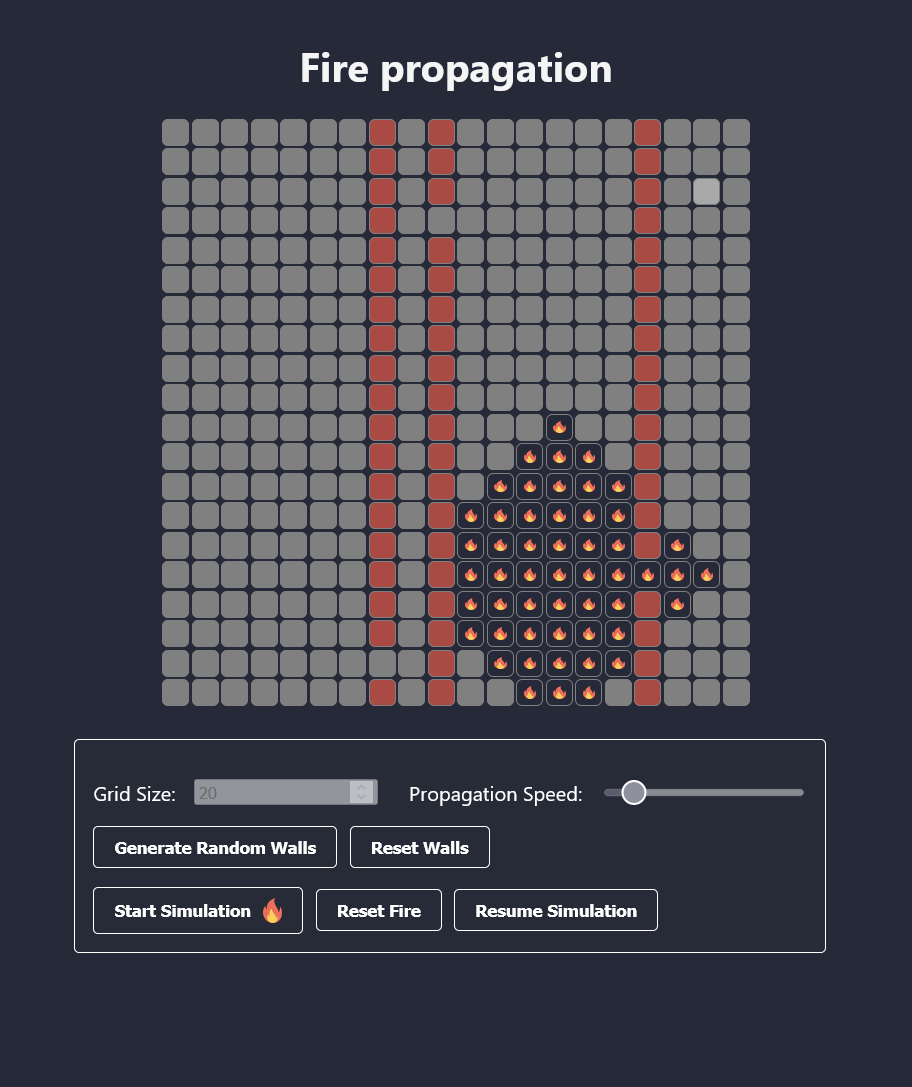 Fire propagation
Grid Size: 20 Propagation Speed:
Generate Random Walls Reset Walls
Start Simulation 🔥 Reset Fire Resume Simulation